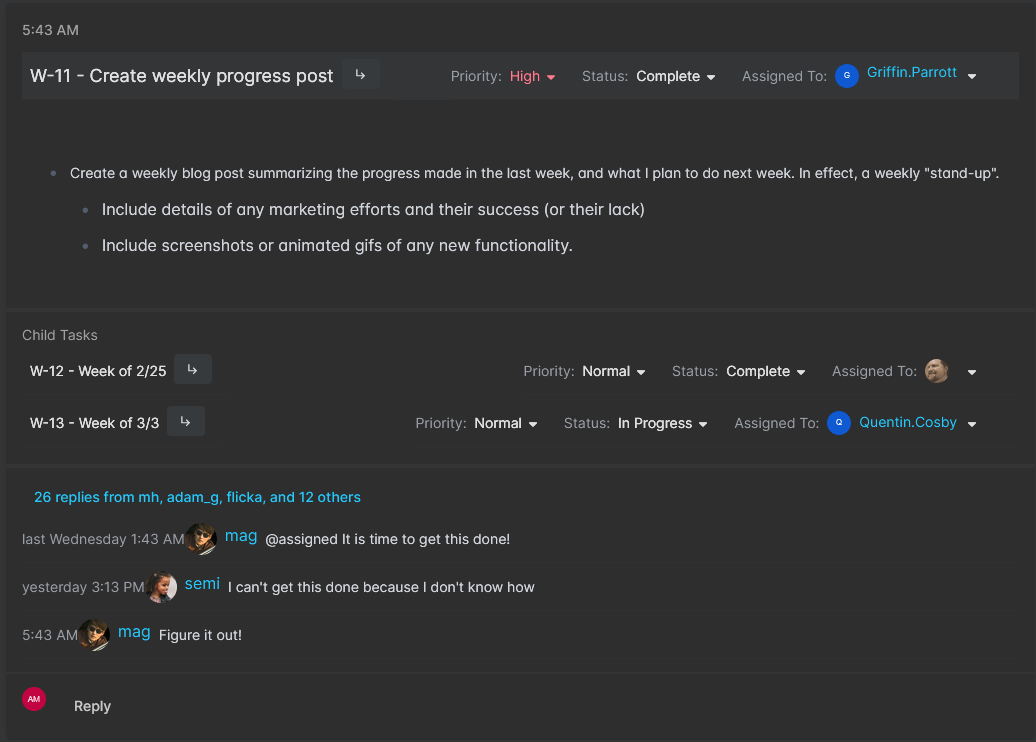 5:43 AM
W-11 - Create weekly progress post ↳ Priority: High Status: Complete Assigned To: G Griffin.Parrott
Create a weekly blog post summarizing the progress made in the last week, and what I plan to do next week. In effect, a weekly "stand-up".
Include details of any marketing efforts and their success (or their lack)
Include screenshots or animated gifs of any new functionality.
Child Tasks
W-12 - Week of 2/25 ↳ Priority: Normal Status: Complete Assigned To:
W-13 - Week of 3/3 ↳ Priority: Normal Status: In Progress Assigned To: Q Quentin.Cosby
26 replies from mh, adam_g, flicka, and 12 others
last Wednesday 1:43 AM mag @assigned It is time to get this done!
yesterday 3:13 PM semi I can't get this done because I don't know how
5:43 AM mag Figure it out!
AM Reply